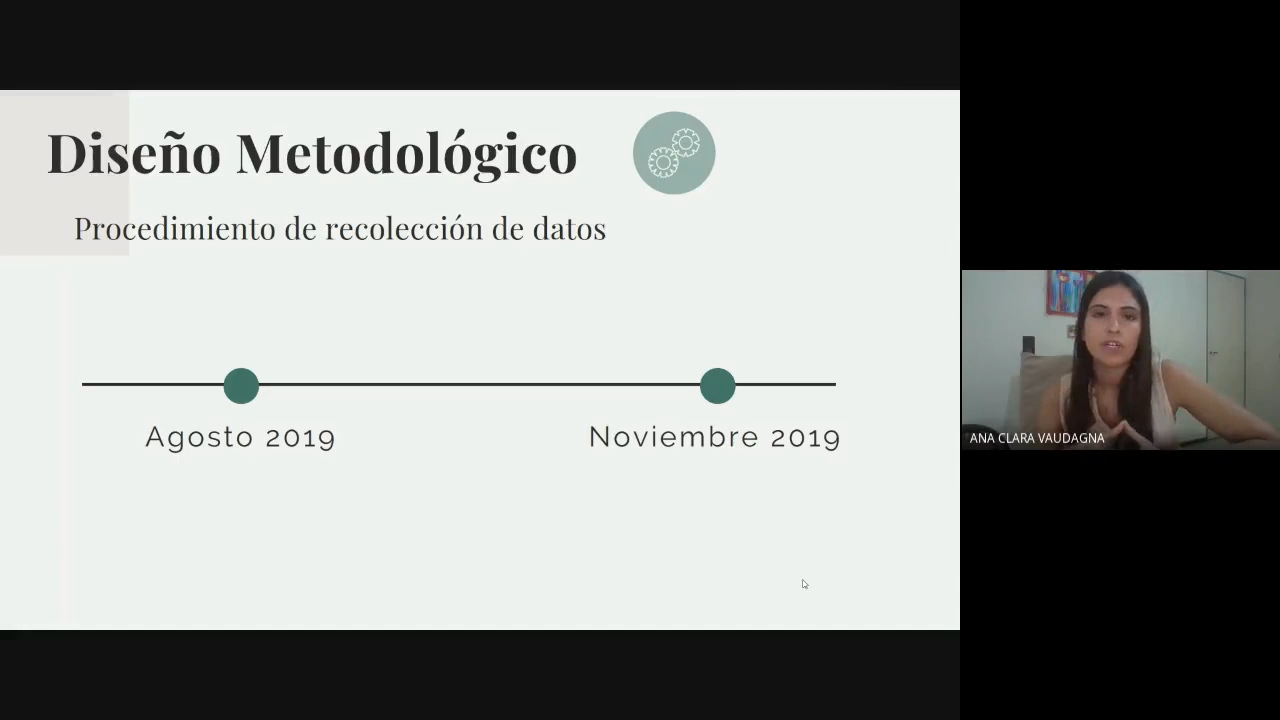 Diseño Metodológico
Procedimiento de recolección de datos
Agosto 2019
Noviembre 2019
ANA CLARA VAUDAGNA